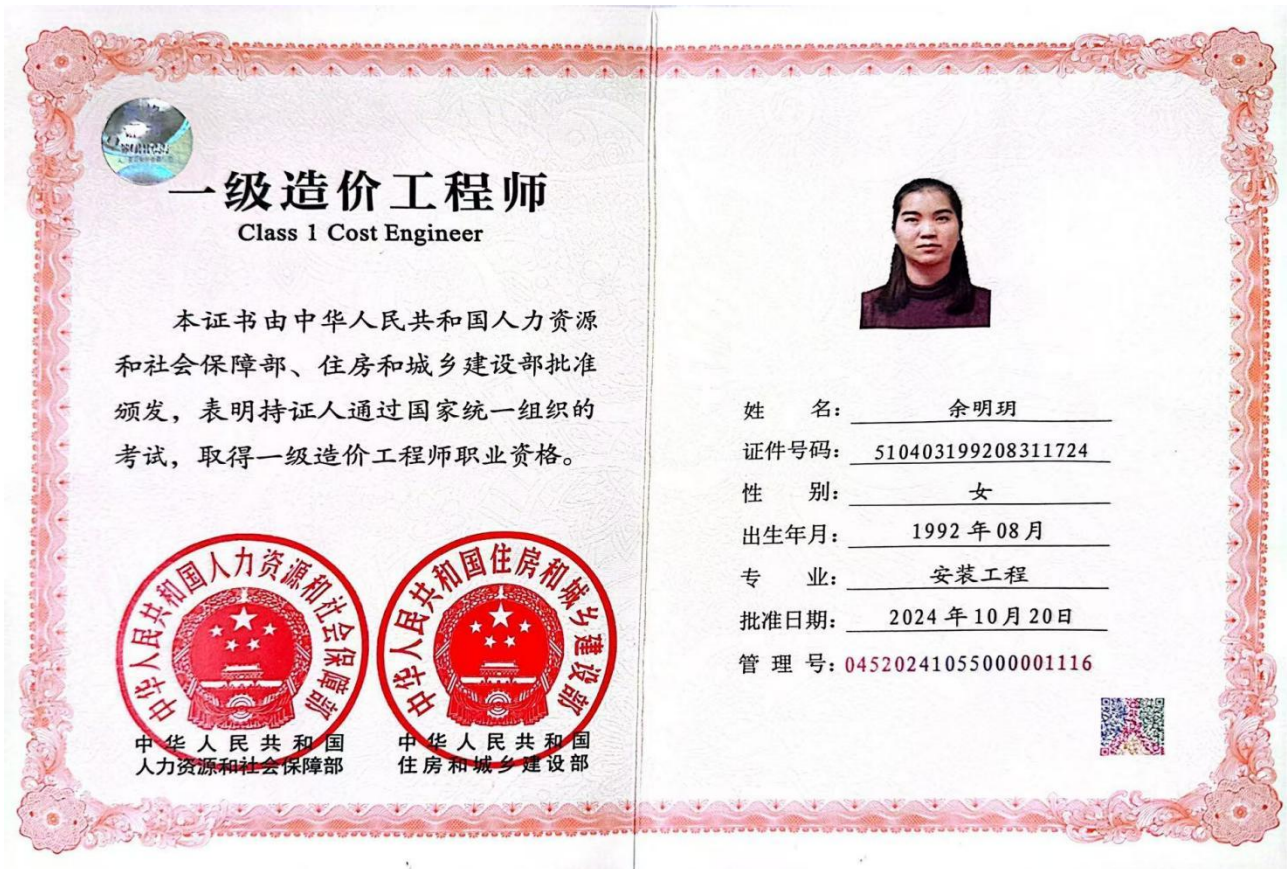 一级造价工程师
Class 1 Cost Engineer
本证书由中华人民共和国人力资源
和社会保障部、住房和城乡建设部批准
颁发，表明持证人通过国家统一组织的
考试，取得一级造价工程师职业资格。
中华人民共和国人力资源和社会保障部
中华人民共和国
人力资源和社会保障部
中华人民共和国住房和城乡建设部
中华人民共和国
住房和城乡建设部
姓 名：余明玥
证件号码：510403199208311724
性 别：女
出生年月：1992年08月
专 业：安装工程
批准日期：2024年10月20日
管 理 号：04520241055000001116